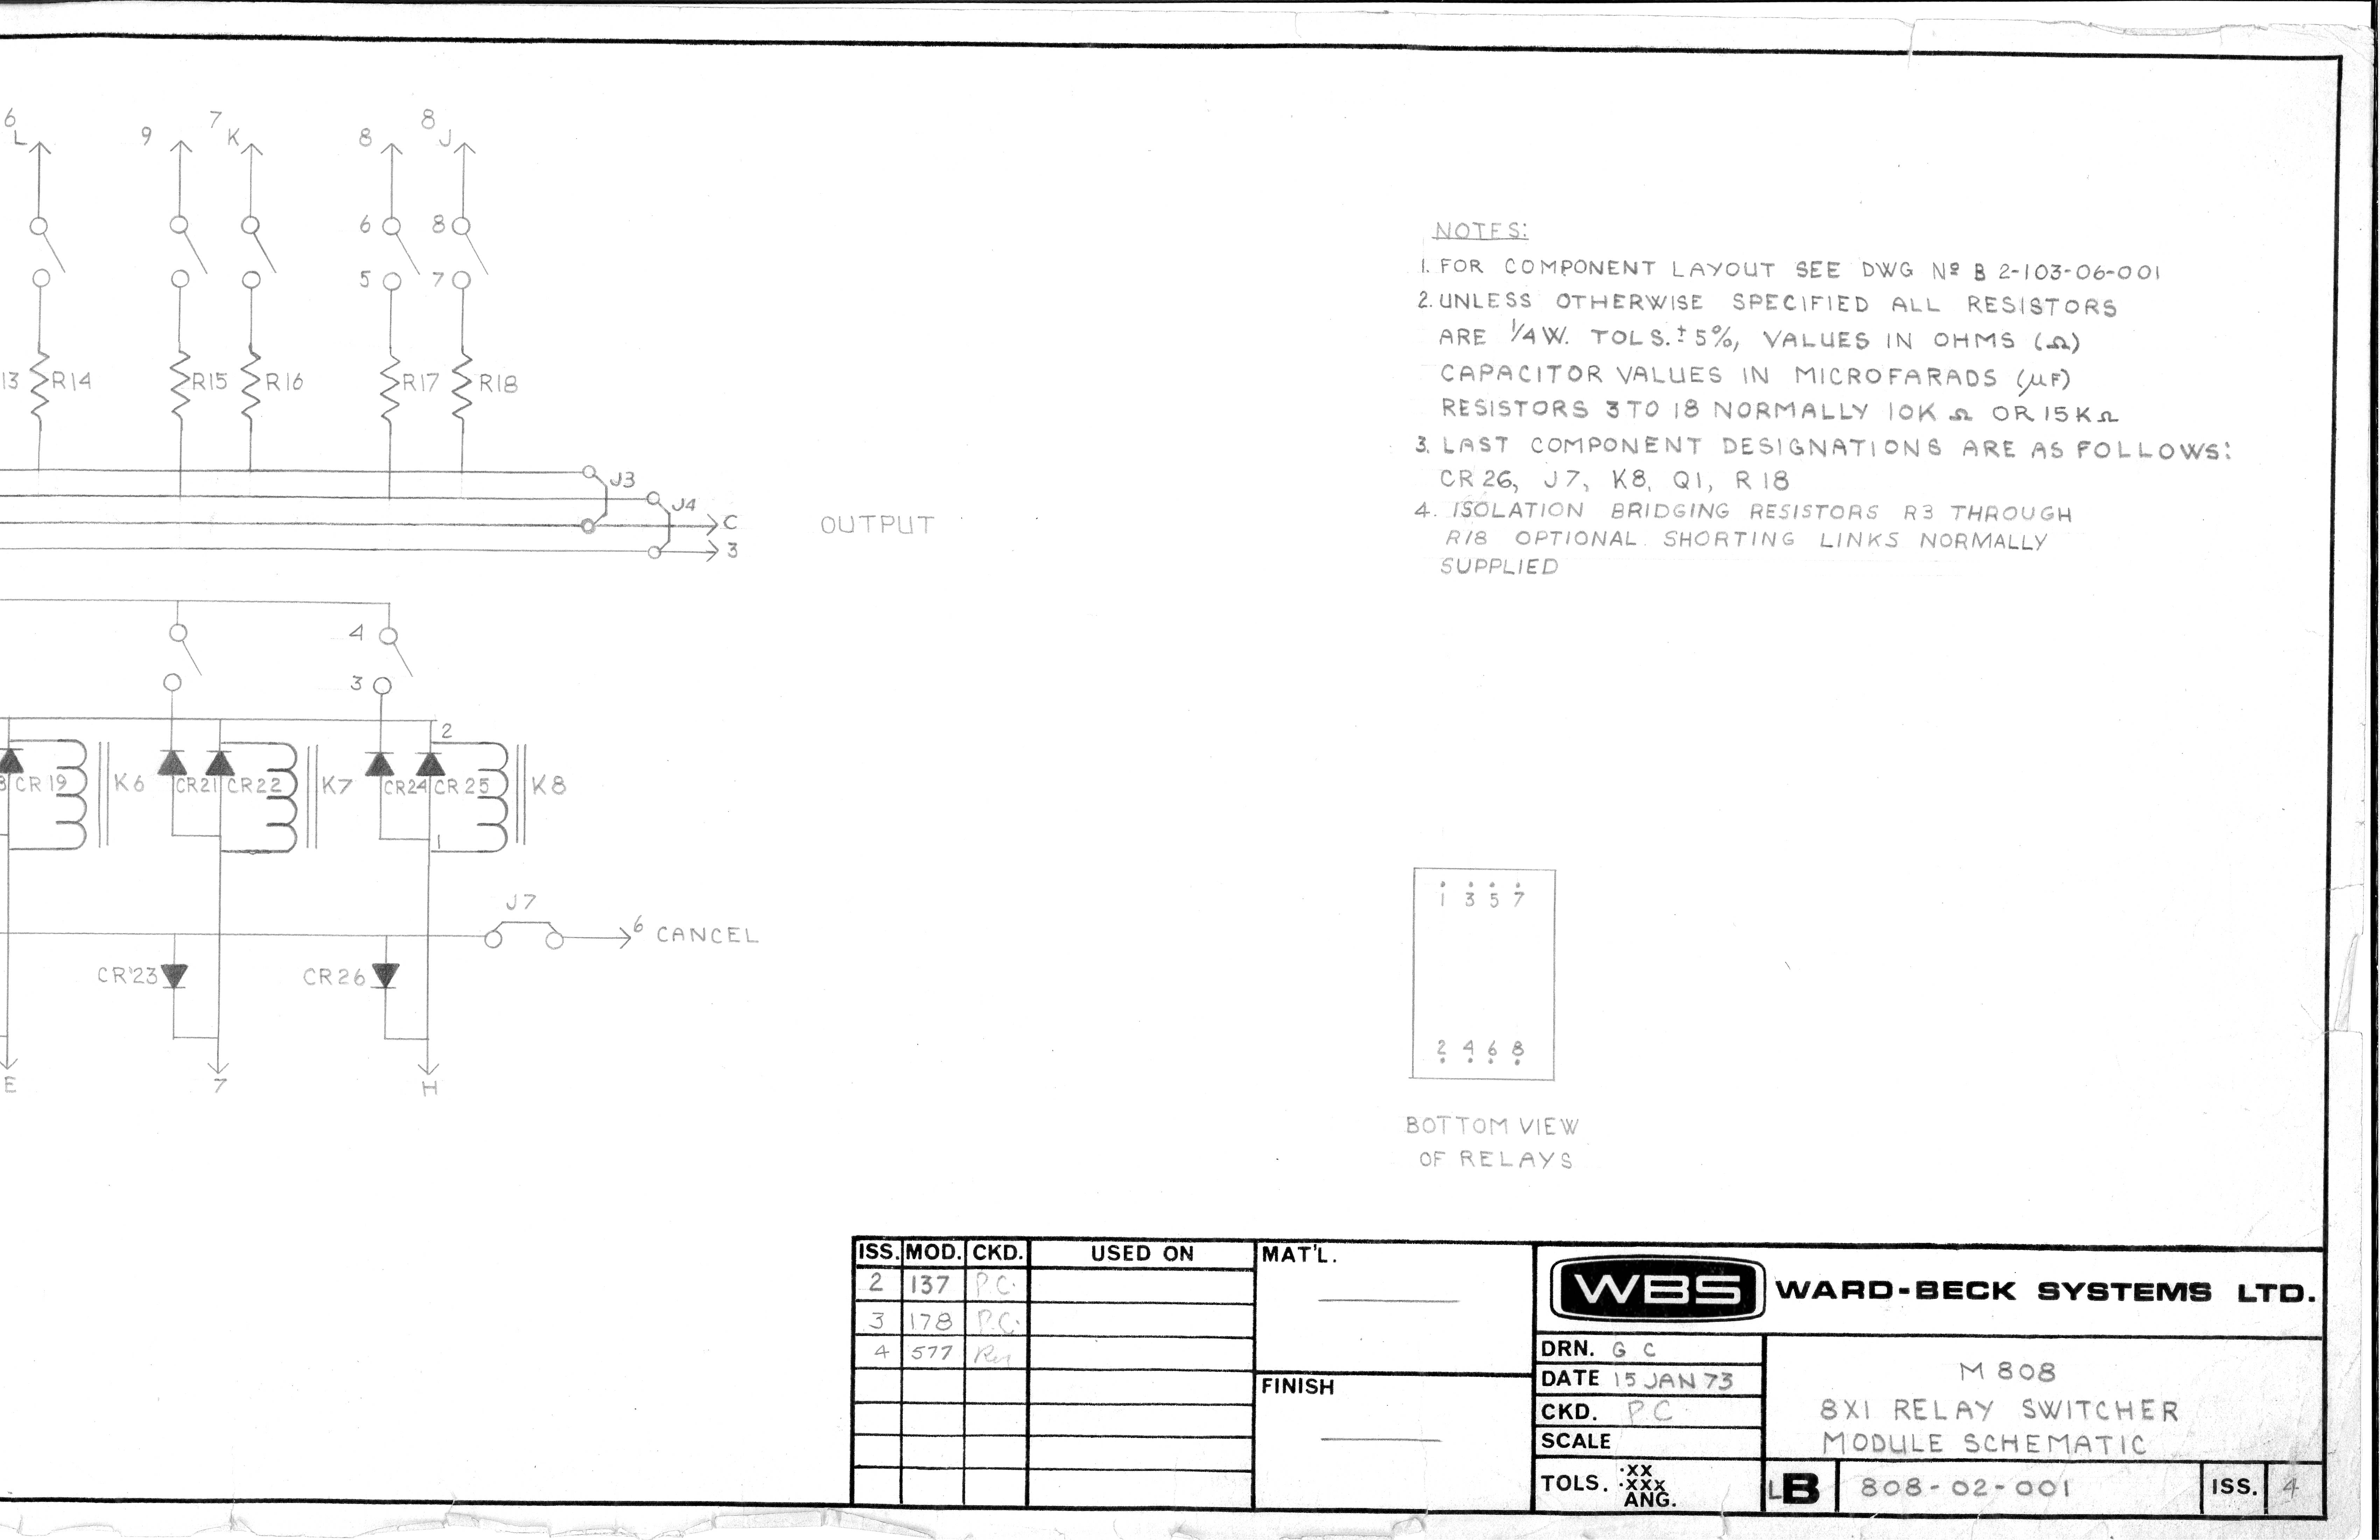 6 7 8
L 9 K 8 J
6 8
5 7
13 R14 R15 R16 R17 R18
J3
J4
C
OUTPUT
3
4
3
2
CR19 K6 CR21 CR22 K7 CR24 CR25 K8
1
J7
6 CANCEL
CR23 CR26
E 7 H
NOTES:
1. FOR COMPONENT LAYOUT SEE DWG Nº B 2-103-06-001
2. UNLESS OTHERWISE SPECIFIED ALL RESISTORS
ARE 1/4W. TOLS. ±5%, VALUES IN OHMS (Ω)
CAPACITOR VALUES IN MICROFARADS (µF)
RESISTORS 3 TO 18 NORMALLY 10K Ω OR 15K Ω
3. LAST COMPONENT DESIGNATIONS ARE AS FOLLOWS:
CR26, J7, K8, Q1, R18
4. ISOLATION BRIDGING RESISTORS R3 THROUGH
R18 OPTIONAL. SHORTING LINKS NORMALLY
SUPPLIED
1 3 5 7
2 4 6 8
BOTTOM VIEW
OF RELAYS
ISS. MOD. CKD. USED ON
2 137 P.C.
3 178 P.C.
4 577
MAT'L.
FINISH
WBS WARD-BECK SYSTEMS LTD.
DRN. G C
DATE 15 JAN 73
CKD. PC
SCALE
TOLS. .XX
.XXX
ANG.
M 808
8X1 RELAY SWITCHER
MODULE SCHEMATIC
LB 808-02-001 ISS. 4